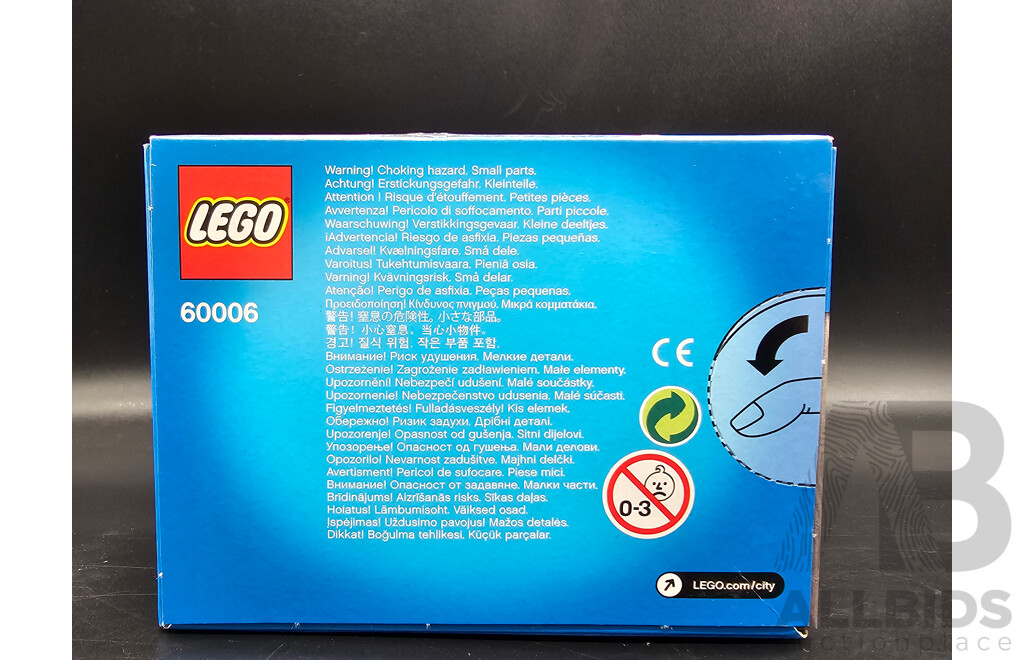 LEGO
60006
Warning! Choking hazard. Small parts.
Achtung! Erstickungsgefahr. Kleinteile.
Attention ! Risque d'étouffement. Petites pièces.
Avvertenza! Pericolo di soffocamento. Parti piccole.
Waarschuwing! Verstikkingsgevaar. Kleine deeltjes.
¡Advertencia! Riesgo de asfixia. Piezas pequeñas.
Advarsel! Kvælningsfare. Små dele.
Varoitus! Tukehtumisvaara. Pieniä osia.
Varning! Kvävningsrisk. Små delar.
Atenção! Perigo de asfixia. Peças pequenas.
Προειδοποίηση! Κίνδυνος πνιγμού. Μικρά κομματάκια.
警告! 窒息の危険性。小さな部品。
警告! 小心窒息。当心小物件。
경고! 질식 위험. 작은 부품 포함.
Внимание! Риск удушения. Мелкие детали.
Ostrzeżenie! Zagrożenie zadławieniem. Małe elementy.
Upozornění! Nebezpečí udušení. Malé součástky.
Upozornenie! Nebezpečenstvo udusenia. Malé súčasti.
Figyelmeztetés! Fulladásveszély! Kis elemek.
Обережно! Ризик задухи. Дрібні деталі.
Upozorenje! Opasnost od gušenja. Sitni dijelovi.
Упозорење! Опасност од гушења. Мали делови.
Opozorilo! Nevarnost zadušitve. Majhni delčki.
Avertisment! Pericol de sufocare. Piese mici.
Внимание! Опасност от задавяне. Малки части.
Brīdinājums! Aizrīšanās risks. Sīkas daļas.
Hoiatus! Lämbumisoht. Väiksed osad.
Įspėjimas! Uždusimo pavojus! Mažos detalės.
Dikkat! Boğulma tehlikesi. Küçük parçalar.
CE
0-3
LEGO.com/city
AB
ALLBIDS
auctionplace